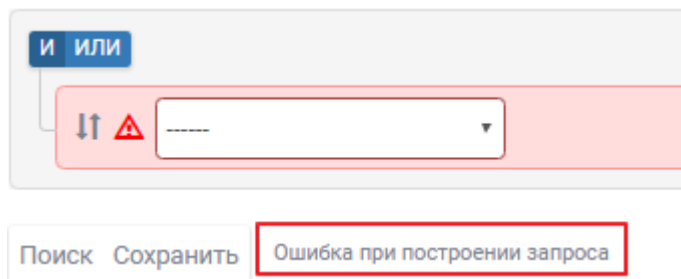 И ИЛИ
------
Поиск Сохранить Ошибка при построении запроса